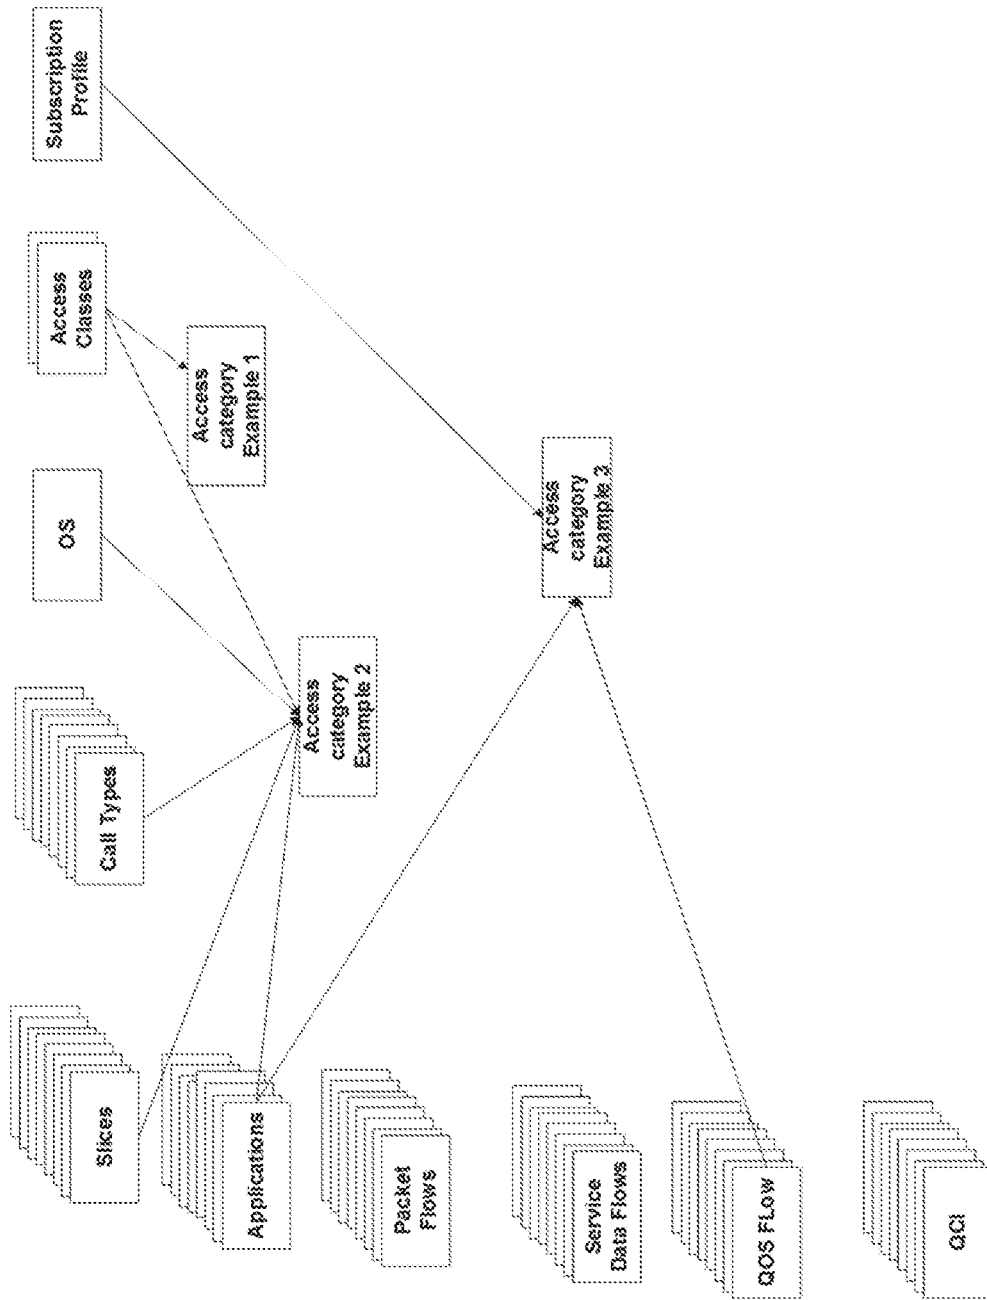 Slices
Call Types
OS
Access
Classes
Subscription
Profile
Applications
Access
category
Example 2
Access
category
Example 1
Packet
Flows
Service
Data Flows
Access
category
Example 3
QOS FLow
QCI